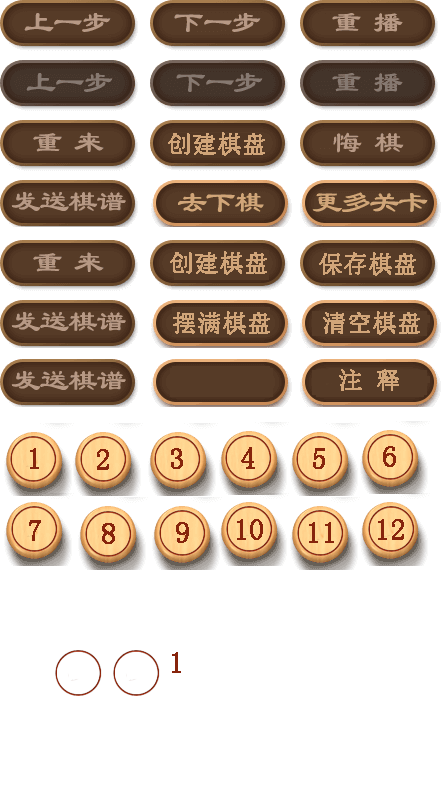 上一步 下一步 重播
上一步 下一步 重播
重来 创建棋盘 悔棋
发送棋谱 去下棋 更多关卡
重来 创建棋盘 保存棋盘
发送棋谱 摆满棋盘 清空棋盘
发送棋谱 注释
1 2 3 4 5 6
7 8 9 10 11 12
1